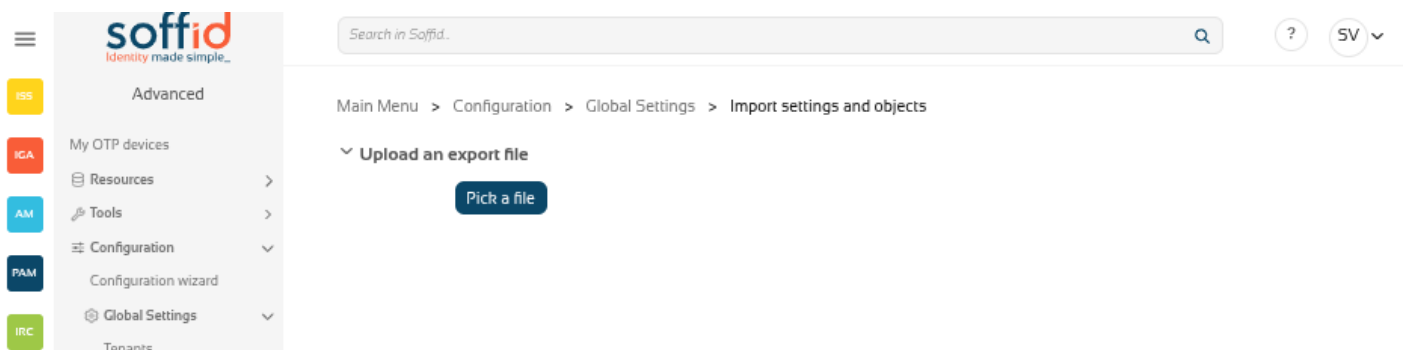 soffid
Identity made simple_
Search in Soffid..
?
SV
ISS
Advanced
Main Menu > Configuration > Global Settings > Import settings and objects
My OTP devices
Upload an export file
IGA
Resources
Pick a file
AM
Tools
Configuration
PAM
Configuration wizard
Global Settings
IRC
Tenants